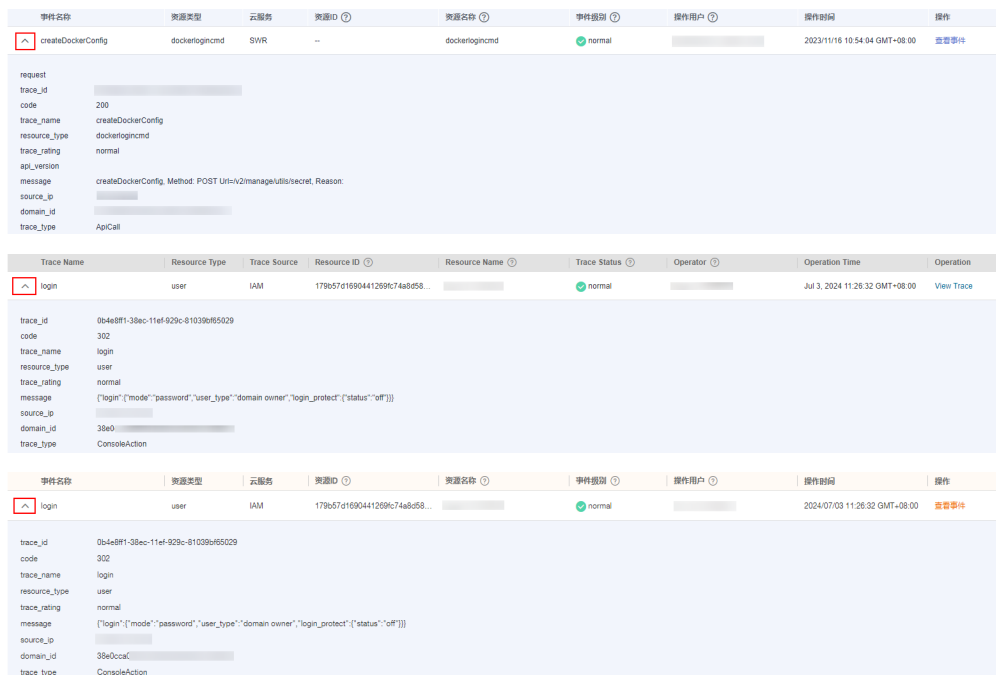 事件名称 资源类型 云服务 资源ID ? 资源名称 ? 事件级别 ? 操作用户 ? 操作时间 操作
createDockerConfig dockerlogincmd SWR -- dockerlogincmd normal 2023/11/16 10:54:04 GMT+08:00 查看事件
request
trace_id
code 200
trace_name createDockerConfig
resource_type dockerlogincmd
trace_rating normal
api_version
message createDockerConfig, Method: POST Url=/v2/manage/utils/secret, Reason:
source_ip
domain_id
trace_type ApiCall
Trace Name Resource Type Trace Source Resource ID ? Resource Name ? Trace Status ? Operator ? Operation Time Operation
login user IAM 179b57d1690441269fc74a8d58... normal Jul 3, 2024 11:26:32 GMT+08:00 View Trace
trace_id 0b4e8ff1-38ec-11ef-929c-81039bf65029
code 302
trace_name login
resource_type user
trace_rating normal
message {"login":{"mode":"password","user_type":"domain owner","login_protect":{"status":"off"}}}
source_ip
domain_id 38e0
trace_type ConsoleAction
事件名称 资源类型 云服务 资源ID ? 资源名称 ? 事件级别 ? 操作用户 ? 操作时间 操作
login user IAM 179b57d1690441269fc74a8d58... normal 2024/07/03 11:26:32 GMT+08:00 查看事件
trace_id 0b4e8ff1-38ec-11ef-929c-81039bf65029
code 302
trace_name login
resource_type user
trace_rating normal
message {"login":{"mode":"password","user_type":"domain owner","login_protect":{"status":"off"}}}
source_ip
domain_id 38e0cca
trace_type ConsoleAction